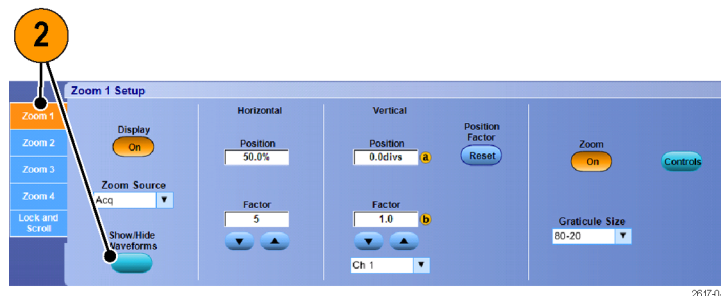 2
Zoom 1 Setup
Zoom 1
Zoom 2
Zoom 3
Zoom 4
Lock and
Scroll
Display
On
Zoom Source
Acq
Show/Hide
Waveforms
Horizontal
Position
50.0%
Factor
5
Vertical
Position
0.0divs
a
Factor
1.0
b
Ch 1
Position
Factor
Reset
Zoom
On
Graticule Size
80-20
Controls